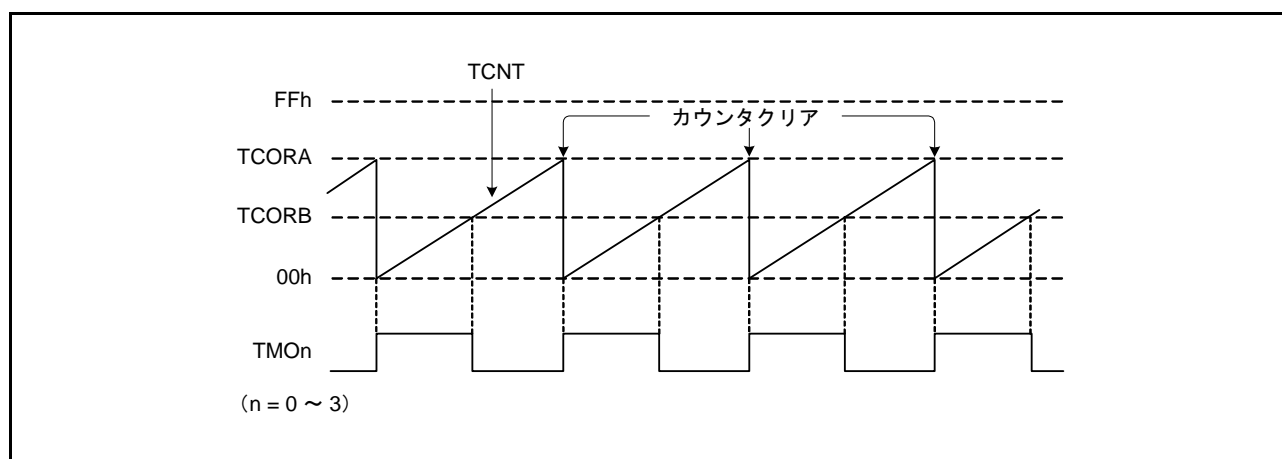 TCNT
FFh
カウンタクリア
TCORA
TCORB
00h
TMOn
（n = 0 ～ 3）